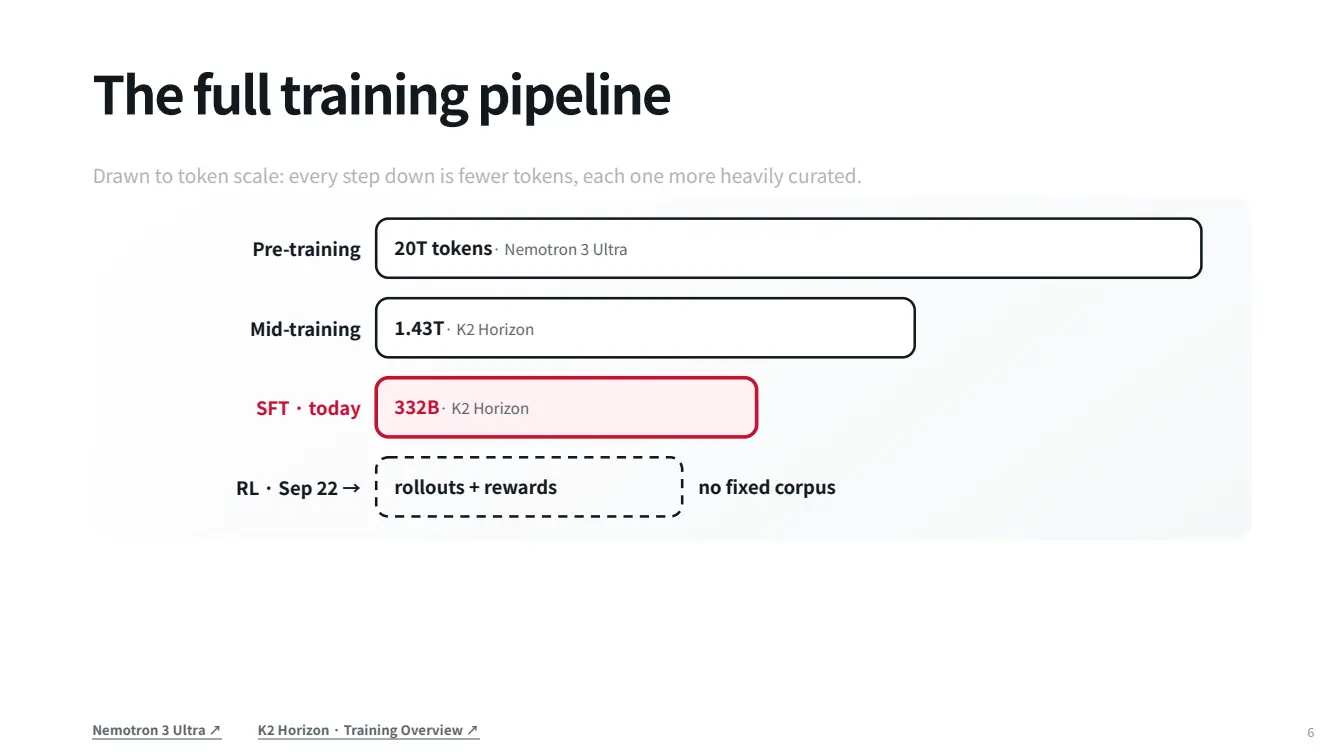 The full training pipeline
Drawn to token scale: every step down is fewer tokens, each one more heavily curated.
Pre-training 20T tokens · Nemotron 3 Ultra
Mid-training 1.43T · K2 Horizon
SFT · today 332B · K2 Horizon
RL · Sep 22 → rollouts + rewards no fixed corpus
Nemotron 3 Ultra ↗ K2 Horizon · Training Overview ↗ 6